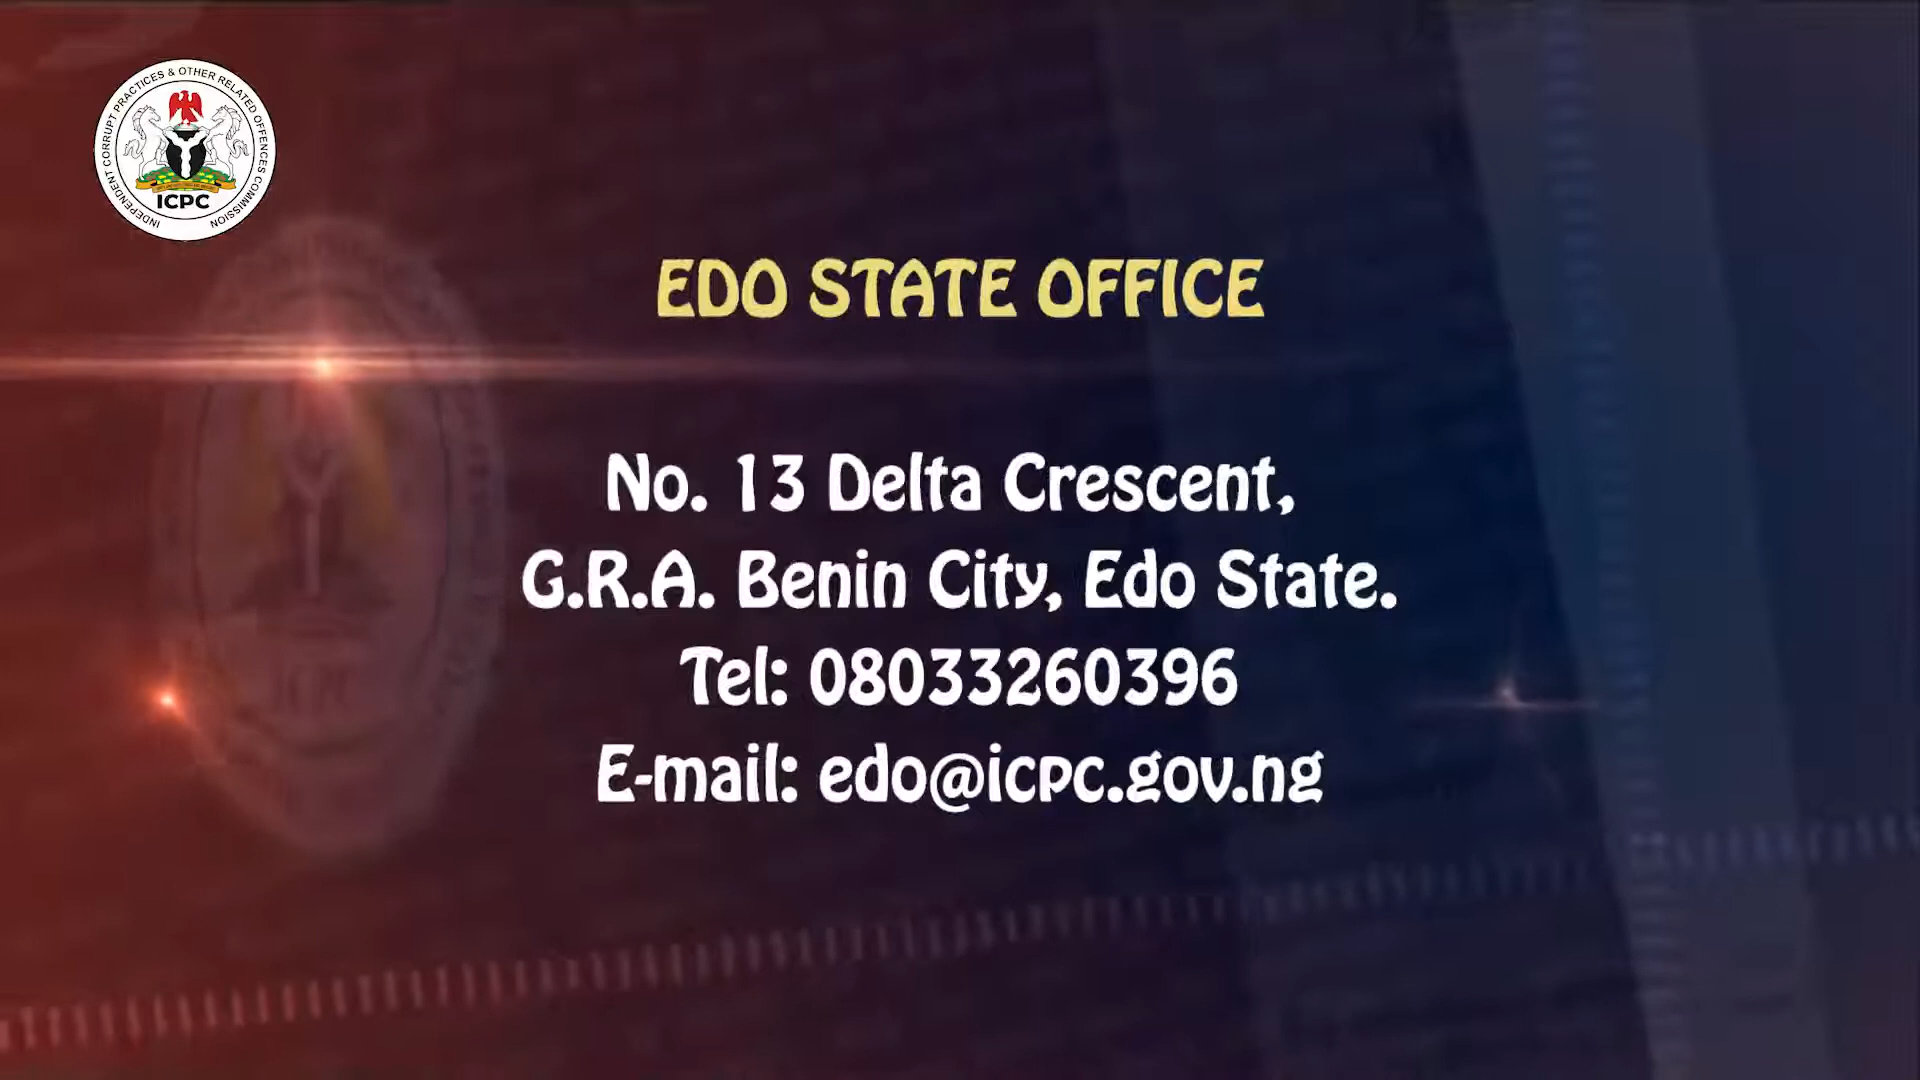 INDEPENDENT CORRUPT PRACTICES & OTHER RELATED OFFENCES COMMISSION
ICPC
EDO STATE OFFICE
No. 13 Delta Crescent,
G.R.A. Benin City, Edo State.
Tel: 08033260396
E-mail: edo@icpc.gov.ng